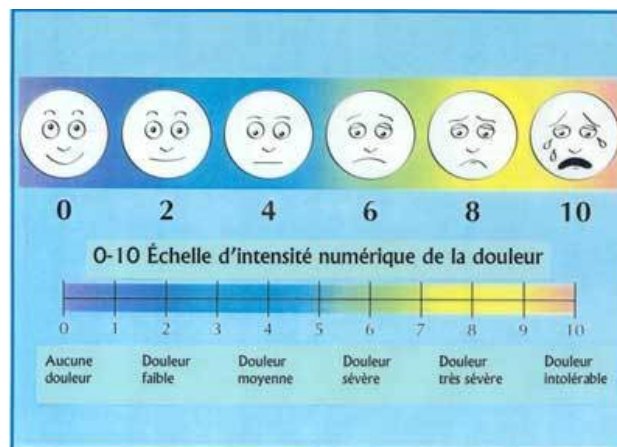 0 2 4 6 8 10
0-10 Échelle d'intensité numérique de la douleur
0 1 2 3 4 5 6 7 8 9 10
Aucune douleur
Douleur faible
Douleur moyenne
Douleur sévère
Douleur très sévère
Douleur intolérable